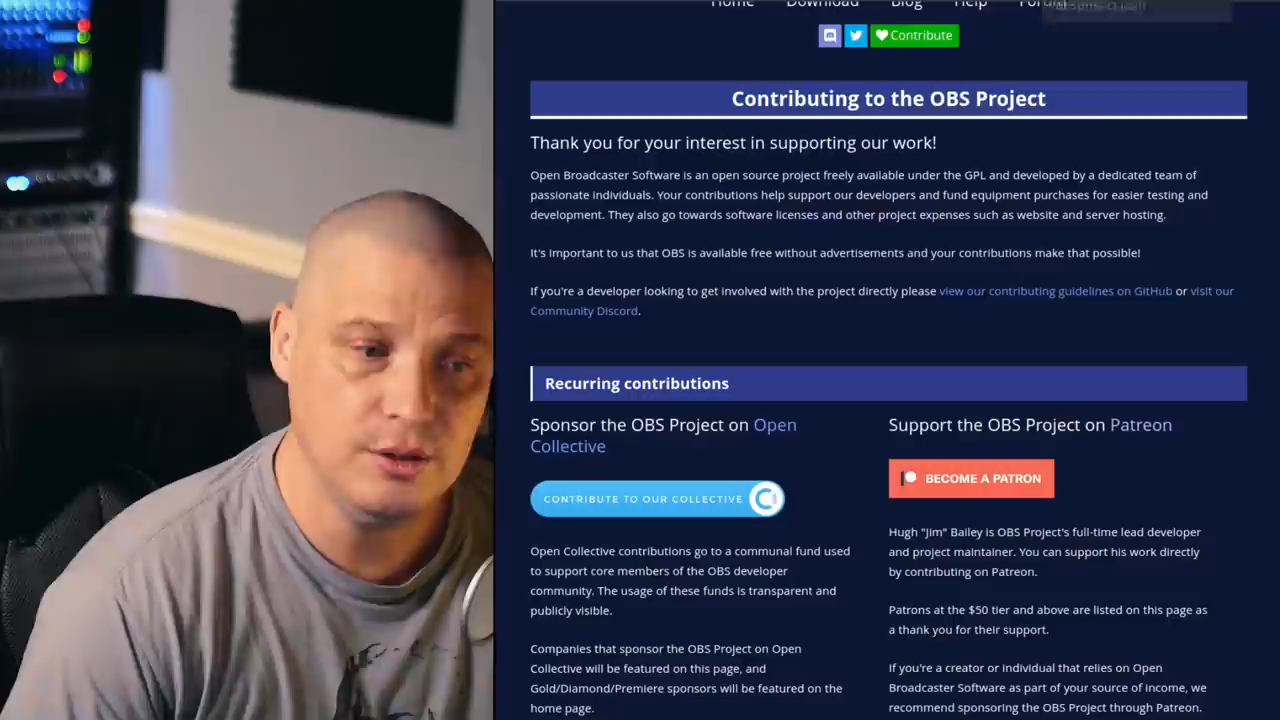 Home Download Blog Help Forum
Contribute
Contributing to the OBS Project
Thank you for your interest in supporting our work!
Open Broadcaster Software is an open source project freely available under the GPL and developed by a dedicated team of
passionate individuals. Your contributions help support our developers and fund equipment purchases for easier testing and
development. They also go towards software licenses and other project expenses such as website and server hosting.
It's important to us that OBS is available free without advertisements and your contributions make that possible!
If you're a developer looking to get involved with the project directly please view our contributing guidelines on GitHub or visit our
Community Discord.
Recurring contributions
Sponsor the OBS Project on Open
Collective
CONTRIBUTE TO OUR COLLECTIVE
Open Collective contributions go to a communal fund used
to support core members of the OBS developer
community. The usage of these funds is transparent and
publicly visible.
Companies that sponsor the OBS Project on Open
Collective will be featured on this page, and
Gold/Diamond/Premiere sponsors will be featured on the
home page.
Support the OBS Project on Patreon
BECOME A PATRON
Hugh "Jim" Bailey is OBS Project's full-time lead developer
and project maintainer. You can support his work directly
by contributing on Patreon.
Patrons at the $50 tier and above are listed on this page as
a thank you for their support.
If you're a creator or individual that relies on Open
Broadcaster Software as part of your source of income, we
recommend sponsoring the OBS Project through Patreon.